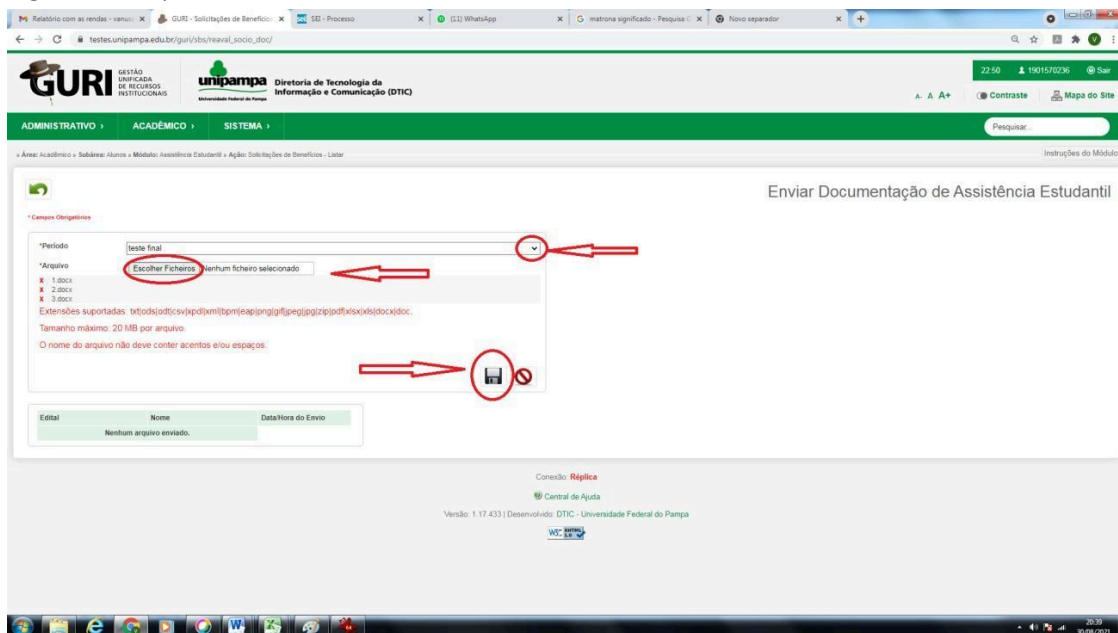 Relatório com as rendas - vanus
GURI - Solicitações de Benefício
SEI - Processo
(11) WhatsApp
matrona significado - Pesquisa
Novo separador
testes.unipampa.edu.br/guri/sbs/reaval_socio_doc/
GURI
GESTÃO
UNIFICADA
DE RECURSOS
INSTITUCIONAIS
unipampa
Universidade Federal do Pampa
Diretoria de Tecnologia da
Informação e Comunicação (DTIC)
22:50 1901570236 Sair
A- A A+ Contraste Mapa do Site
ADMINISTRATIVO › ACADÊMICO › SISTEMA ›
Pesquisar...
» Área: Acadêmico » Subárea: Alunos » Módulo: Assistência Estudantil » Ação: Solicitações de Benefícios - Listar
Instruções do Módulo
Enviar Documentação de Assistência Estudantil
* Campos Obrigatórios
*Período teste final
*Arquivo Escolher Ficheiros Nenhum ficheiro selecionado
X 1.docx
X 2.docx
X 3.docx
Extensões suportadas: txt|ods|odt|csv|xpdl|xml|bpm|eap|png|gif|jpeg|jpg|zip|pdf|xlsx|xls|docx|doc.
Tamanho máximo: 20 MB por arquivo.
O nome do arquivo não deve conter acentos e/ou espaços.
Edital Nome Data/Hora do Envio
Nenhum arquivo enviado.
Conexão: Réplica
Central de Ajuda
Versão: 1.17.433 | Desenvolvido: DTIC - Universidade Federal do Pampa
W3C XHTML 1.0
20:39
30/08/2021